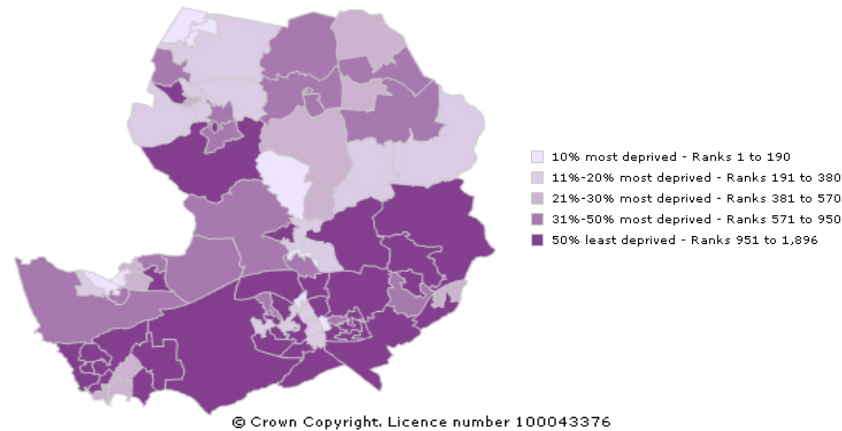 10% most deprived - Ranks 1 to 190
11%-20% most deprived - Ranks 191 to 380
21%-30% most deprived - Ranks 381 to 570
31%-50% most deprived - Ranks 571 to 950
50% least deprived - Ranks 951 to 1,896
© Crown Copyright. Licence number 100043376